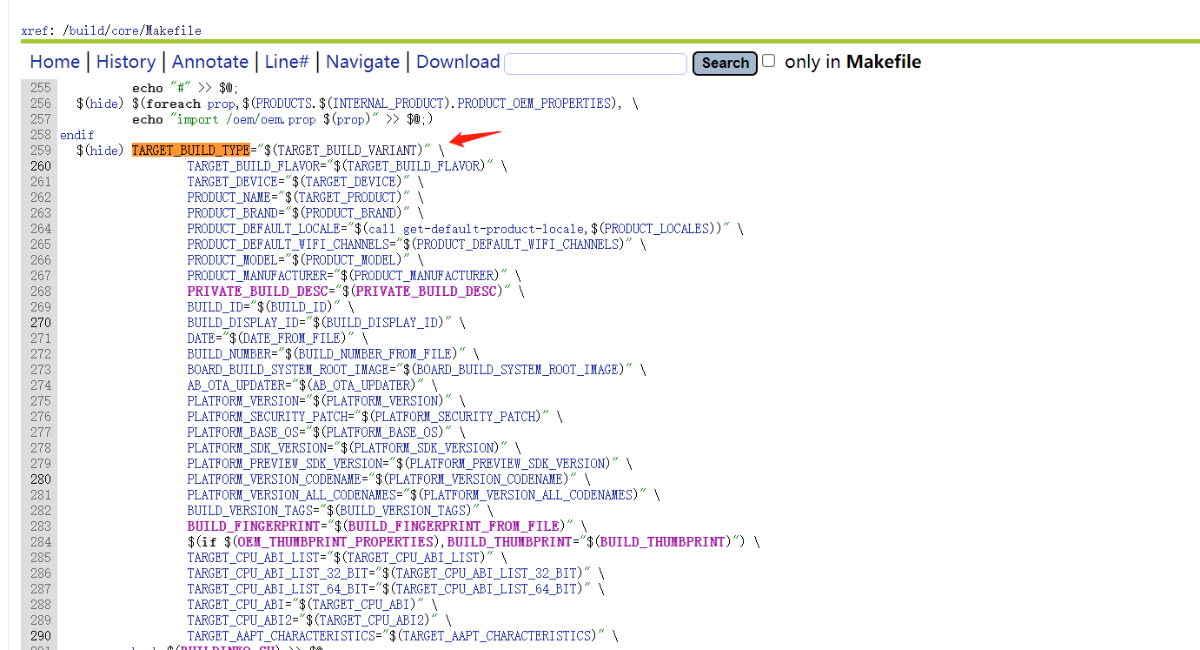 xref: /build/core/Makefile
Home | History | Annotate | Line# | Navigate | Download Search only in Makefile
255 echo "#" >> $@;
256 $(hide) $(foreach prop,$(PRODUCTS.$(INTERNAL_PRODUCT).PRODUCT_OEM_PROPERTIES), \
257 echo "import /oem/oem.prop $(prop)" >> $@;)
258 endif
259 $(hide) TARGET_BUILD_TYPE="$(TARGET_BUILD_VARIANT)" \
260 TARGET_BUILD_FLAVOR="$(TARGET_BUILD_FLAVOR)" \
261 TARGET_DEVICE="$(TARGET_DEVICE)" \
262 PRODUCT_NAME="$(TARGET_PRODUCT)" \
263 PRODUCT_BRAND="$(PRODUCT_BRAND)" \
264 PRODUCT_DEFAULT_LOCALE="$(call get-default-product-locale,$(PRODUCT_LOCALES))" \
265 PRODUCT_DEFAULT_WIFI_CHANNELS="$(PRODUCT_DEFAULT_WIFI_CHANNELS)" \
266 PRODUCT_MODEL="$(PRODUCT_MODEL)" \
267 PRODUCT_MANUFACTURER="$(PRODUCT_MANUFACTURER)" \
268 PRIVATE_BUILD_DESC="$(PRIVATE_BUILD_DESC)" \
269 BUILD_ID="$(BUILD_ID)" \
270 BUILD_DISPLAY_ID="$(BUILD_DISPLAY_ID)" \
271 DATE="$(DATE_FROM_FILE)" \
272 BUILD_NUMBER="$(BUILD_NUMBER_FROM_FILE)" \
273 BOARD_BUILD_SYSTEM_ROOT_IMAGE="$(BOARD_BUILD_SYSTEM_ROOT_IMAGE)" \
274 AB_OTA_UPDATER="$(AB_OTA_UPDATER)" \
275 PLATFORM_VERSION="$(PLATFORM_VERSION)" \
276 PLATFORM_SECURITY_PATCH="$(PLATFORM_SECURITY_PATCH)" \
277 PLATFORM_BASE_OS="$(PLATFORM_BASE_OS)" \
278 PLATFORM_SDK_VERSION="$(PLATFORM_SDK_VERSION)" \
279 PLATFORM_PREVIEW_SDK_VERSION="$(PLATFORM_PREVIEW_SDK_VERSION)" \
280 PLATFORM_VERSION_CODENAME="$(PLATFORM_VERSION_CODENAME)" \
281 PLATFORM_VERSION_ALL_CODENAMES="$(PLATFORM_VERSION_ALL_CODENAMES)" \
282 BUILD_VERSION_TAGS="$(BUILD_VERSION_TAGS)" \
283 BUILD_FINGERPRINT="$(BUILD_FINGERPRINT_FROM_FILE)" \
284 $(if $(OEM_THUMBPRINT_PROPERTIES),BUILD_THUMBPRINT="$(BUILD_THUMBPRINT)") \
285 TARGET_CPU_ABI_LIST="$(TARGET_CPU_ABI_LIST)" \
286 TARGET_CPU_ABI_LIST_32_BIT="$(TARGET_CPU_ABI_LIST_32_BIT)" \
287 TARGET_CPU_ABI_LIST_64_BIT="$(TARGET_CPU_ABI_LIST_64_BIT)" \
288 TARGET_CPU_ABI="$(TARGET_CPU_ABI)" \
289 TARGET_CPU_ABI2="$(TARGET_CPU_ABI2)" \
290 TARGET_AAPT_CHARACTERISTICS="$(TARGET_AAPT_CHARACTERISTICS)" \